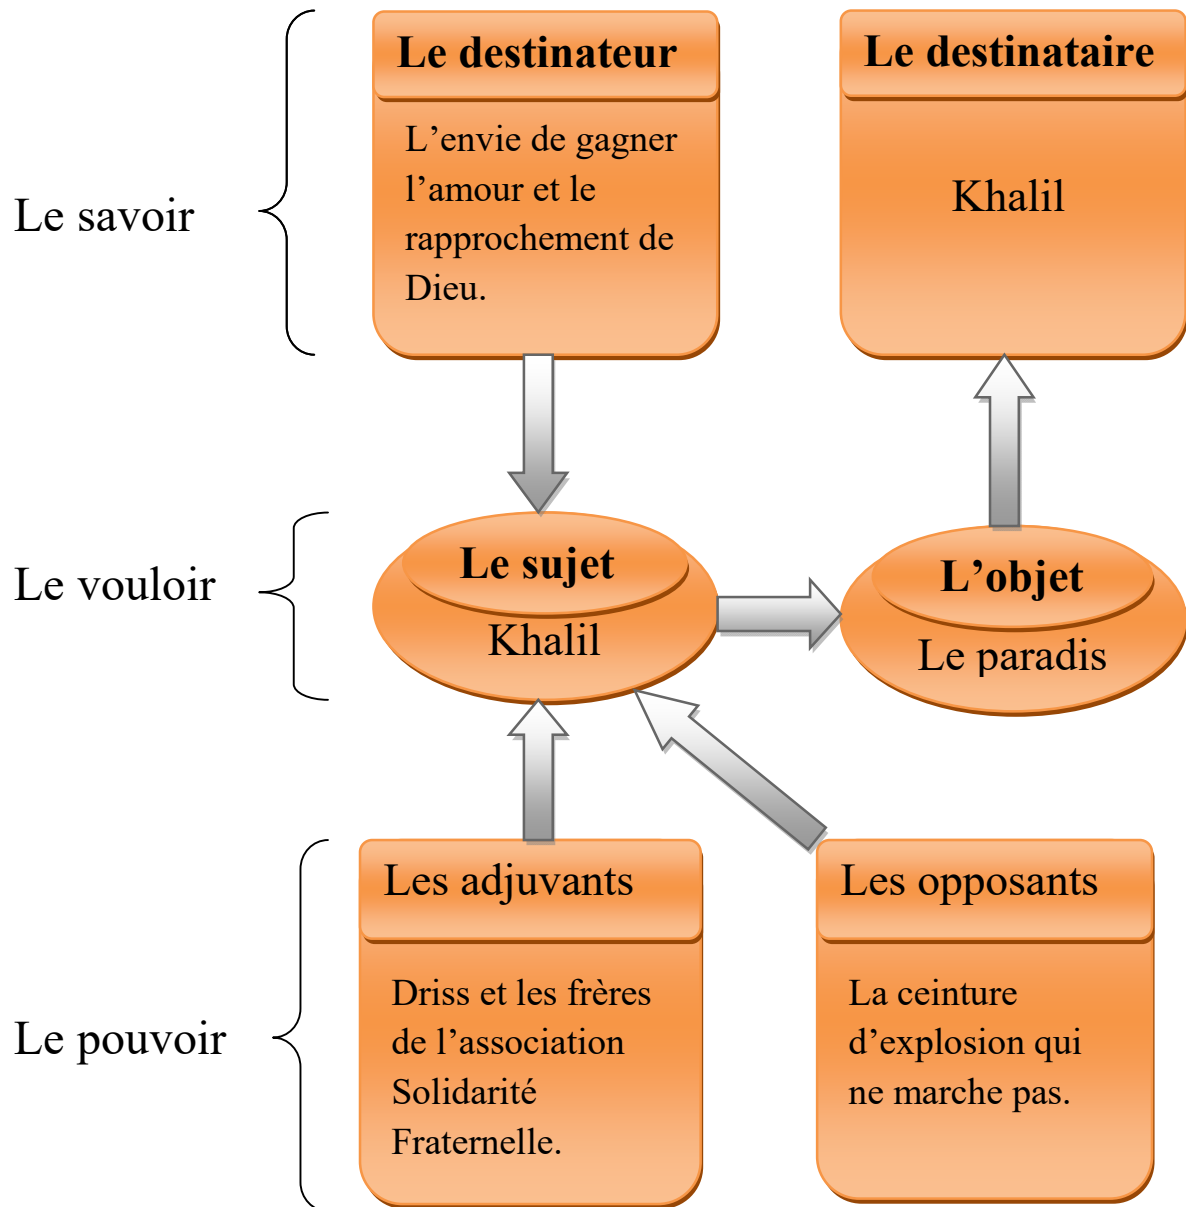 Le destinateur
Le destinataire
L’envie de gagner
l’amour et le
rapprochement de
Dieu.
Khalil
Le savoir
Le sujet
Khalil
L’objet
Le paradis
Le vouloir
Les adjuvants
Les opposants
Driss et les frères
de l’association
Solidarité
Fraternelle.
La ceinture
d’explosion qui
ne marche pas.
Le pouvoir